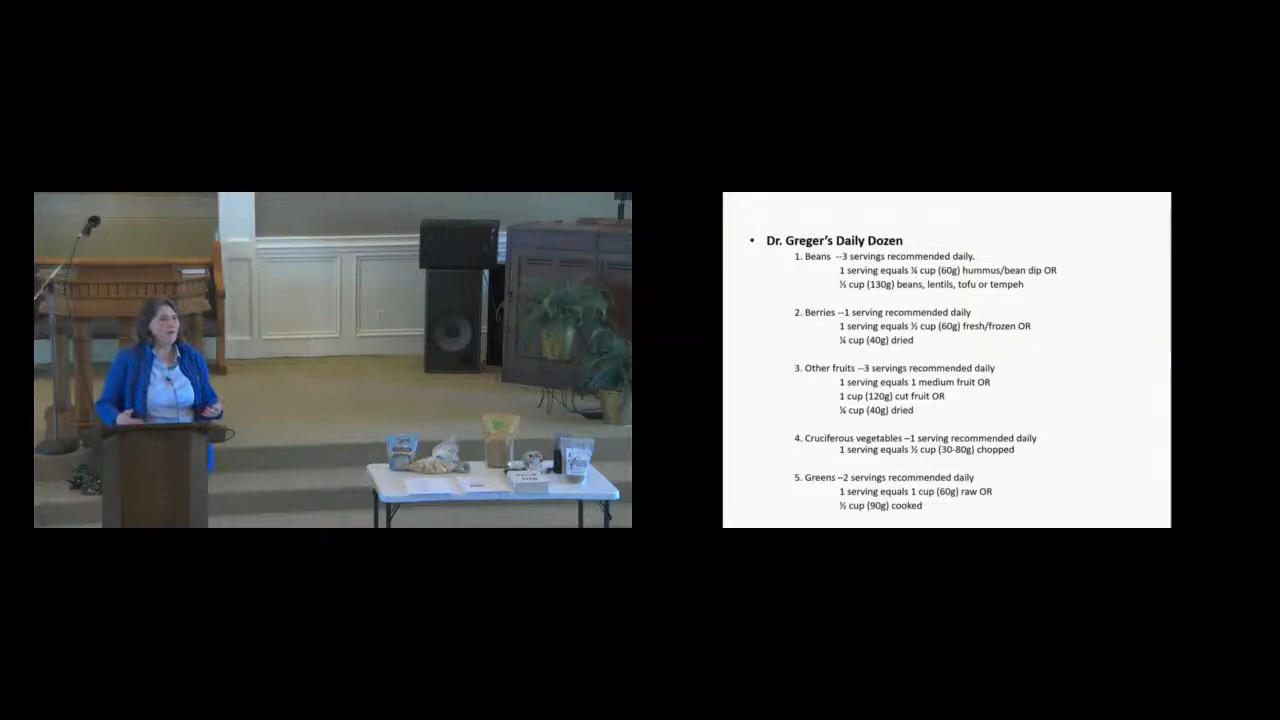 • Dr. Greger's Daily Dozen
1. Beans --3 servings recommended daily.
1 serving equals ¼ cup (60g) hummus/bean dip OR
½ cup (130g) beans, lentils, tofu or tempeh
2. Berries --1 serving recommended daily
1 serving equals ½ cup (60g) fresh/frozen OR
¼ cup (40g) dried
3. Other fruits --3 servings recommended daily
1 serving equals 1 medium fruit OR
1 cup (120g) cut fruit OR
¼ cup (40g) dried
4. Cruciferous vegetables –1 serving recommended daily
1 serving equals ½ cup (30-80g) chopped
5. Greens –2 servings recommended daily
1 serving equals 1 cup (60g) raw OR
½ cup (90g) cooked